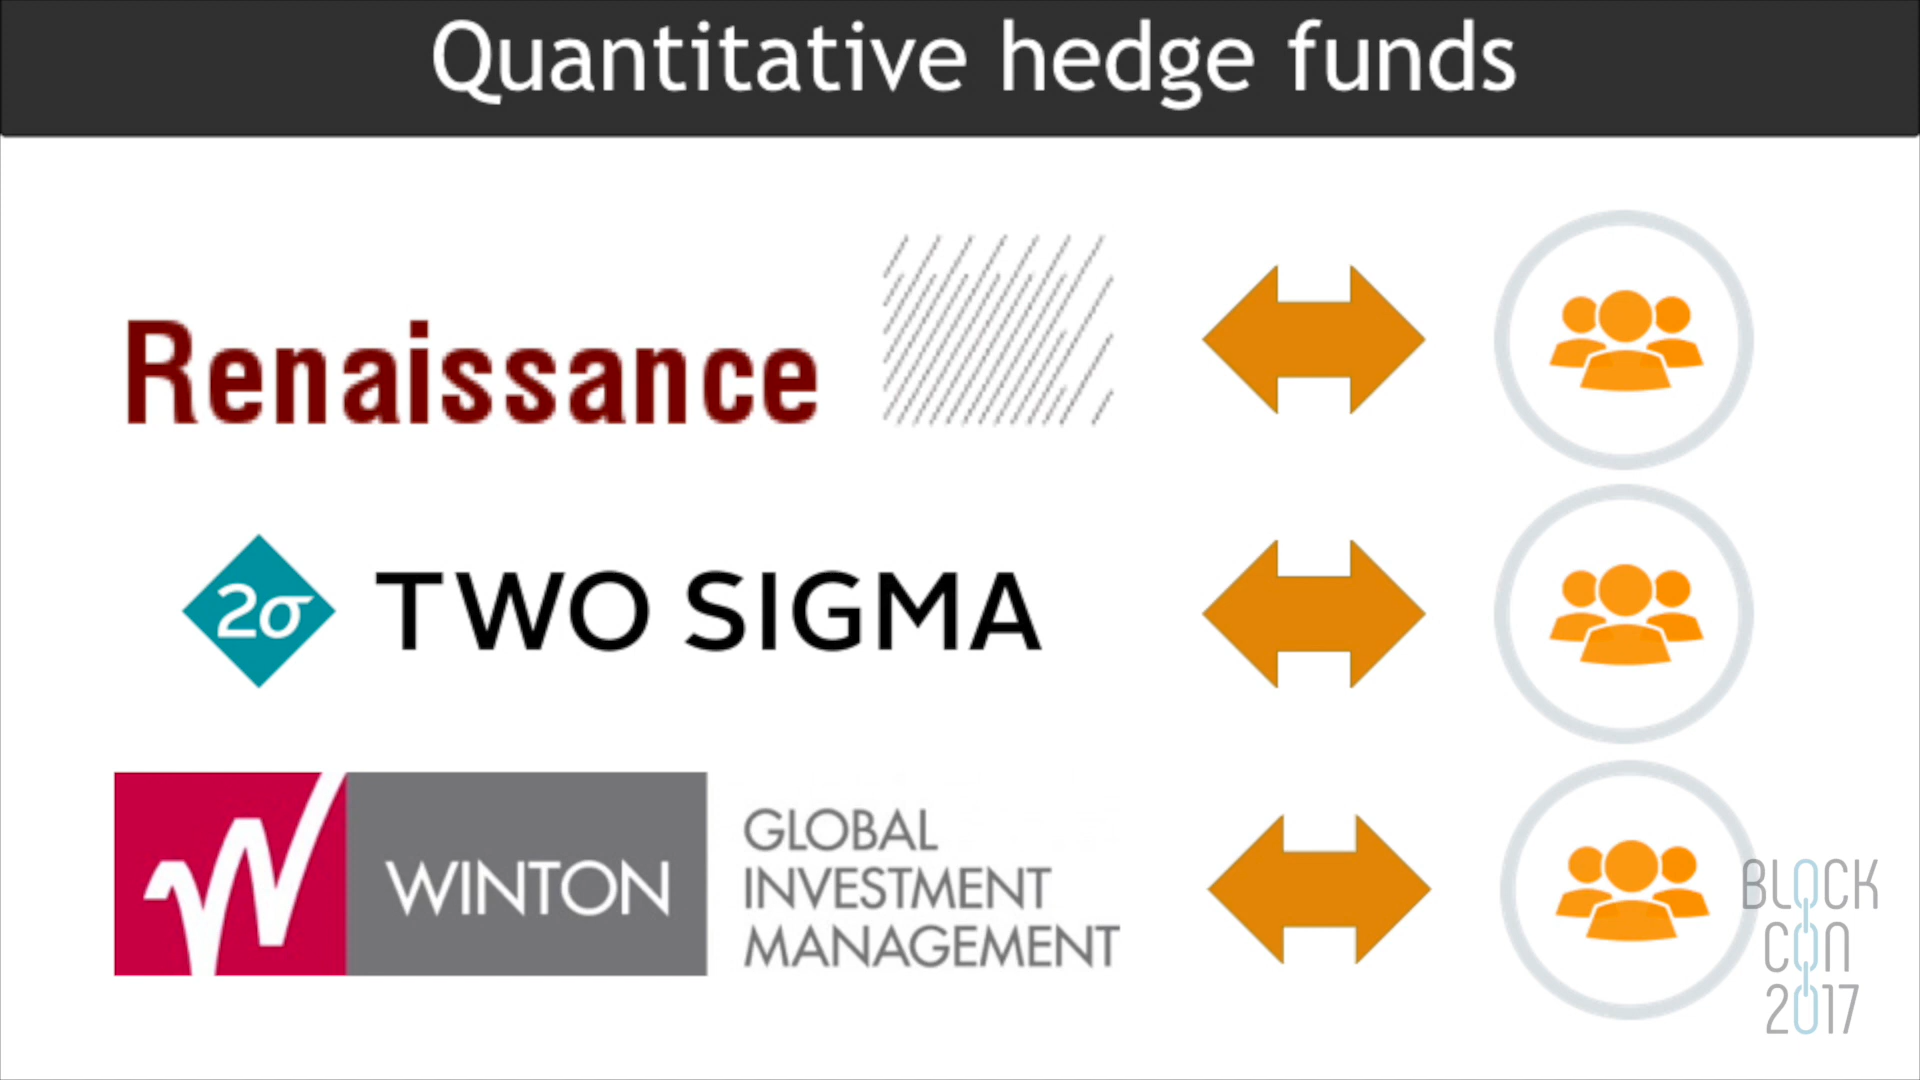 Quantitative hedge funds
Renaissance
2σ TWO SIGMA
WINTON
GLOBAL
INVESTMENT
MANAGEMENT
BLOCK
CON
2017